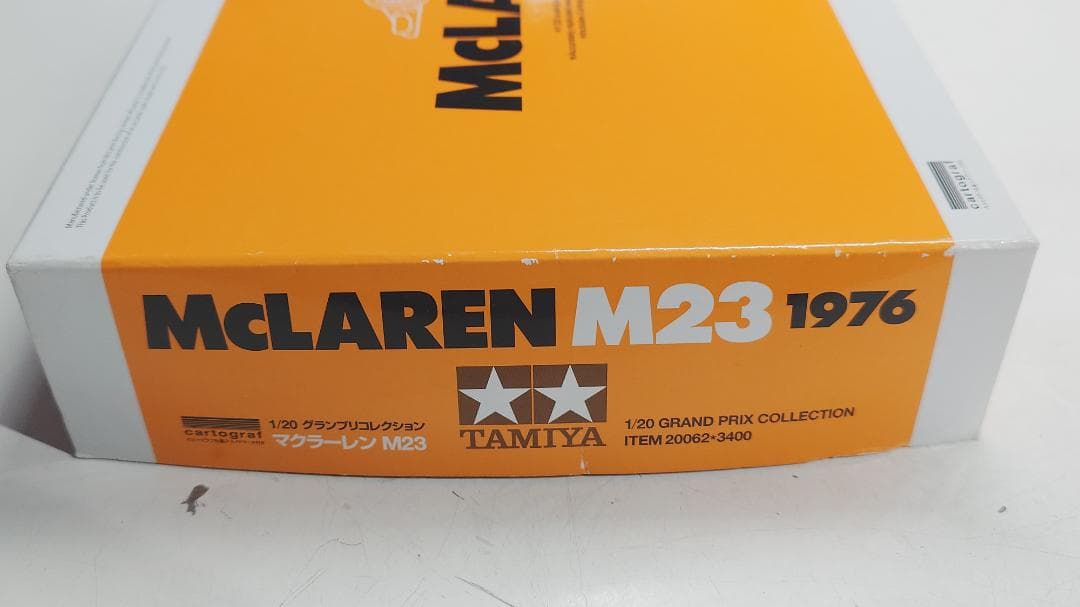 McLA
cartograf
McLAREN M23 1976
cartograf
1/20 グランプリコレクション
マクラーレン M23
TAMIYA
1/20 GRAND PRIX COLLECTION
ITEM 20062*3400